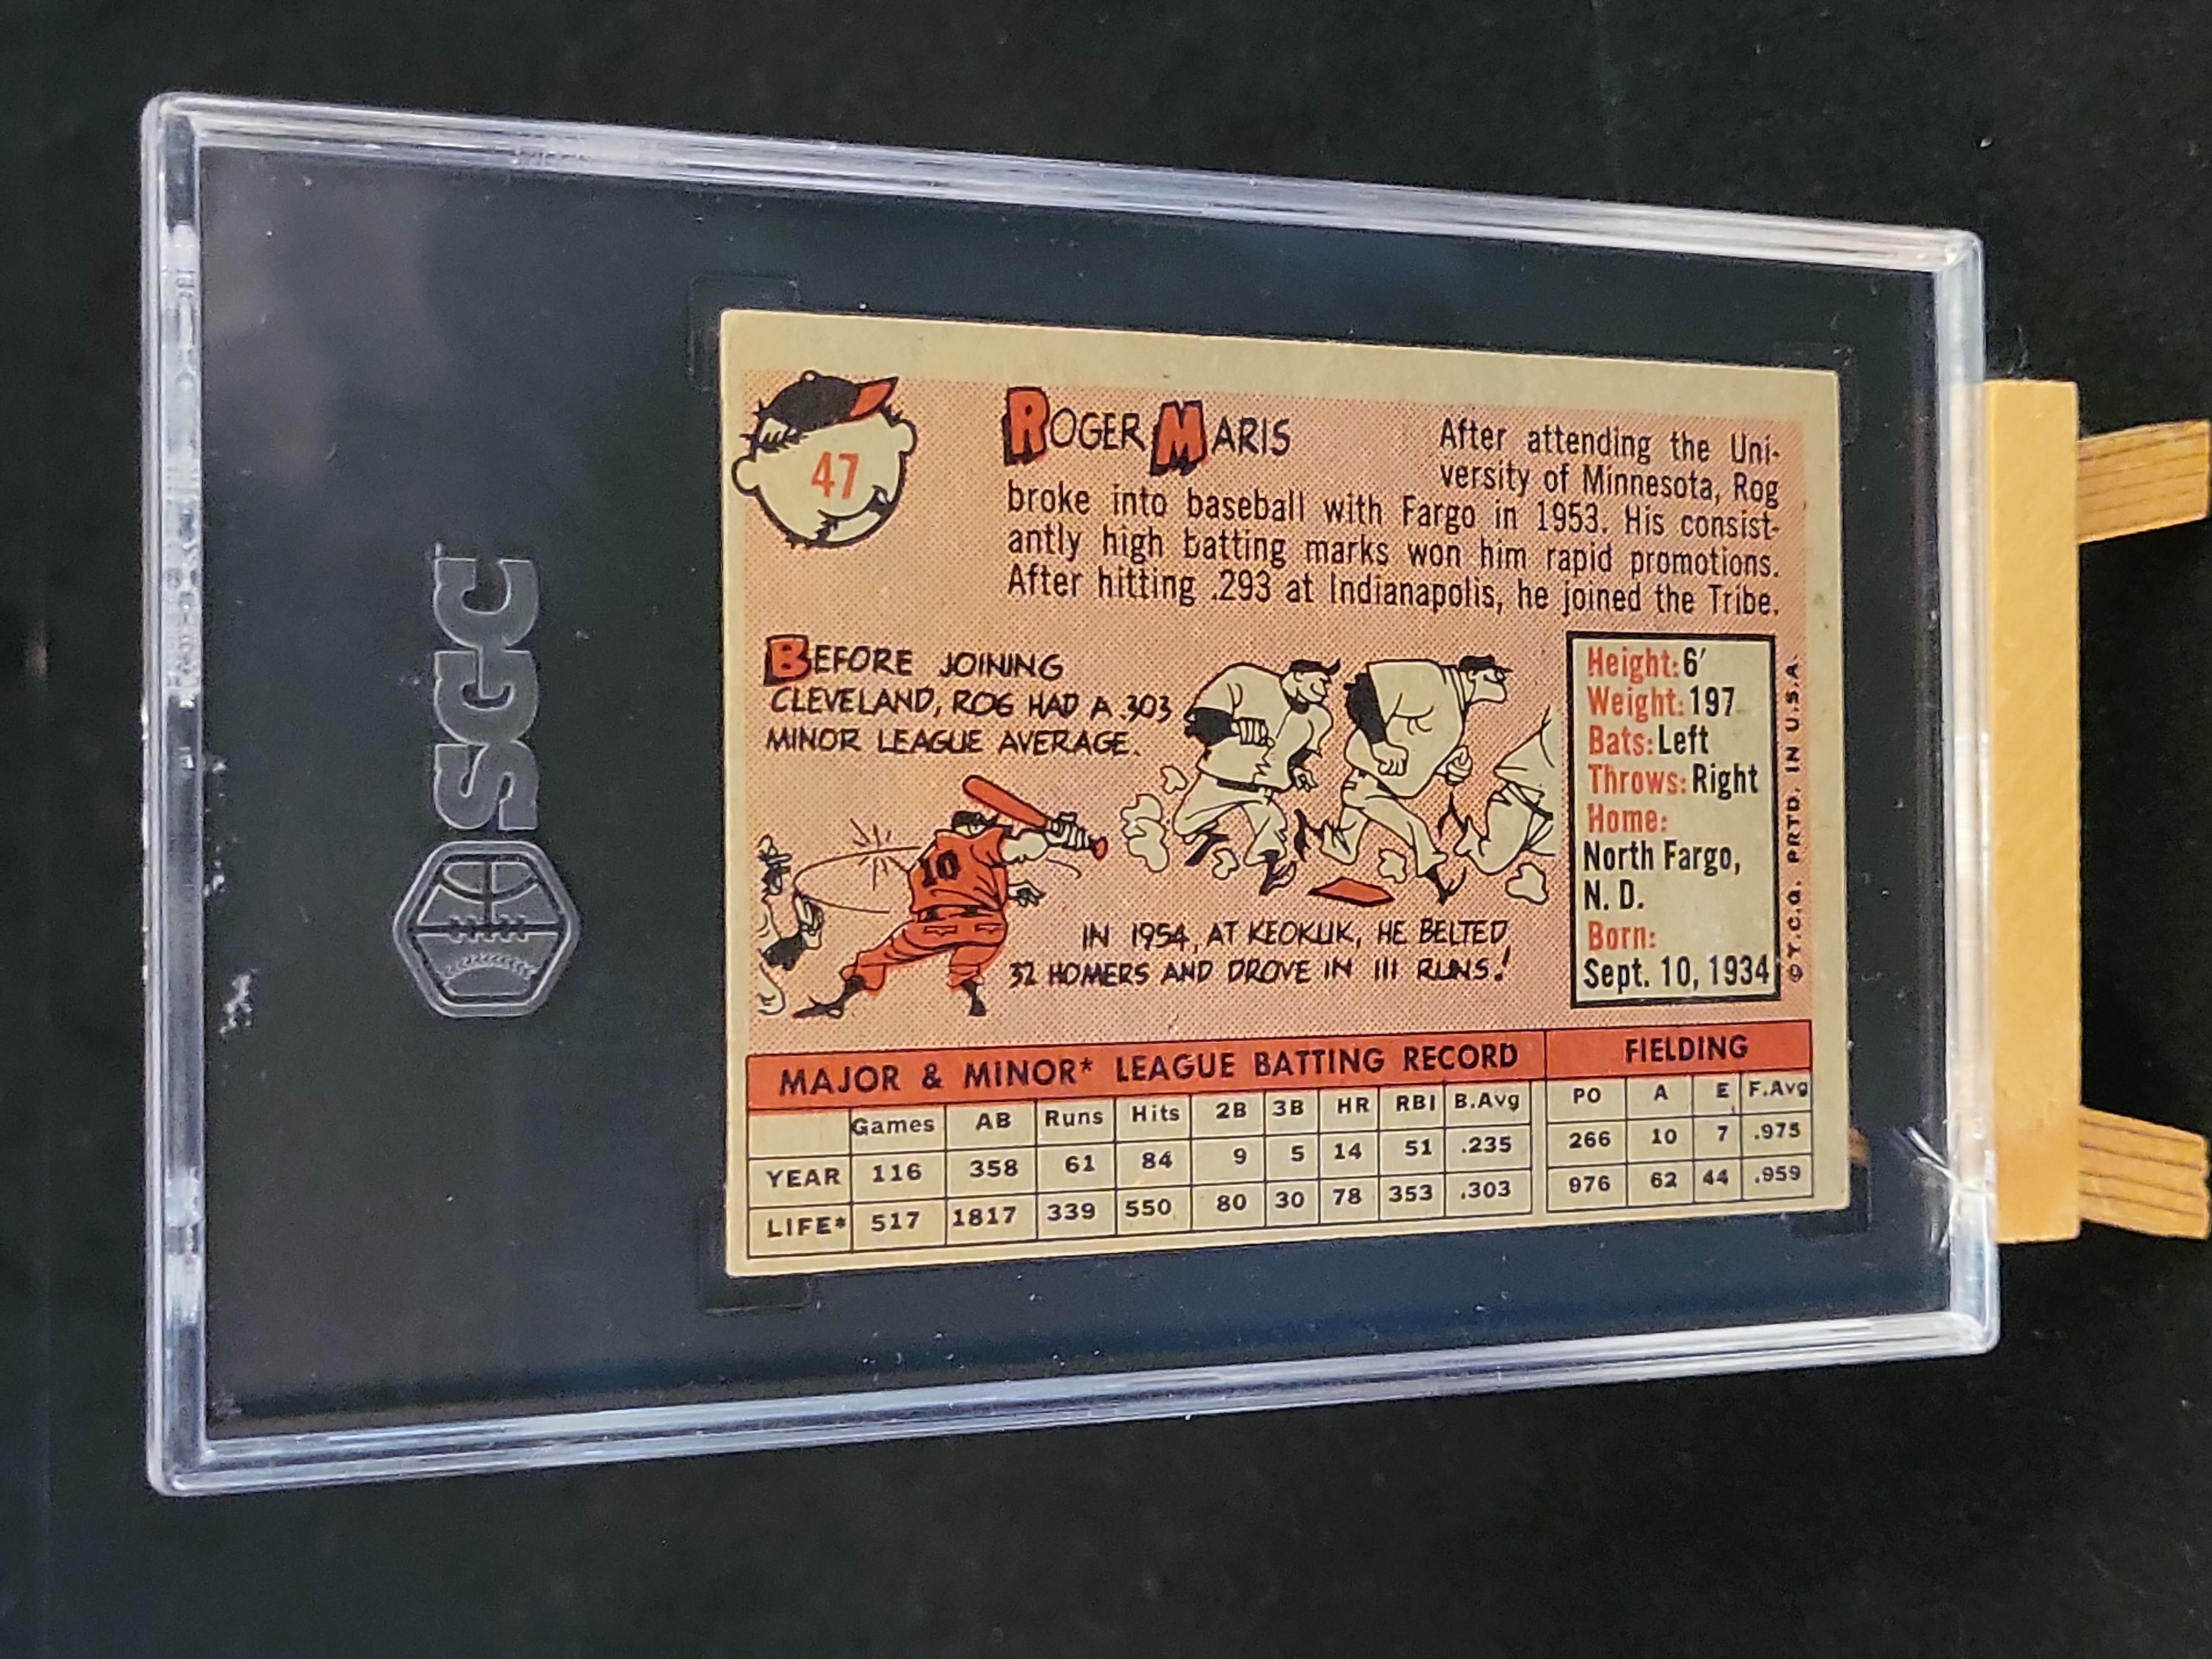 SGC
47
ROGER MARIS
After attending the Uni-
versity of Minnesota, Rog
broke into baseball with Fargo in 1953. His consist-
antly high batting marks won him rapid promotions.
After hitting .293 at Indianapolis, he joined the Tribe.
BEFORE JOINING
CLEVELAND, ROG HAD A .303
MINOR LEAGUE AVERAGE.
10
IN 1954, AT KEOKUK, HE BELTED
32 HOMERS AND DROVE IN 111 RUNS!
Height: 6'
Weight: 197
Bats: Left
Throws: Right
Home:
North Fargo,
N. D.
Born:
Sept. 10, 1934
© T.C.G. PRTD. IN U.S.A.
MAJOR & MINOR* LEAGUE BATTING RECORD FIELDING
Games AB Runs Hits 2B 3B HR RBI B.Avg PO A E F.Avg
YEAR 116 358 61 84 9 5 14 51 .235 266 10 7 .975
LIFE* 517 1817 339 550 80 30 78 353 .303 976 62 44 .959